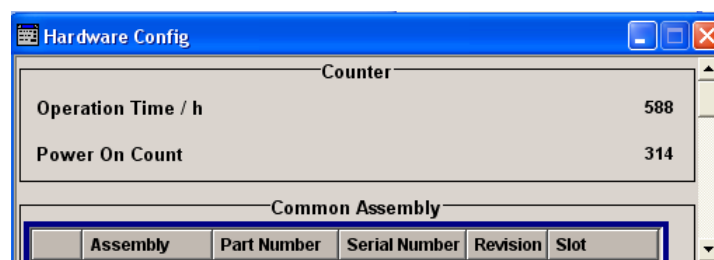 Hardware Config
Counter
Operation Time / h 588
Power On Count 314
Common Assembly
Assembly Part Number Serial Number Revision Slot